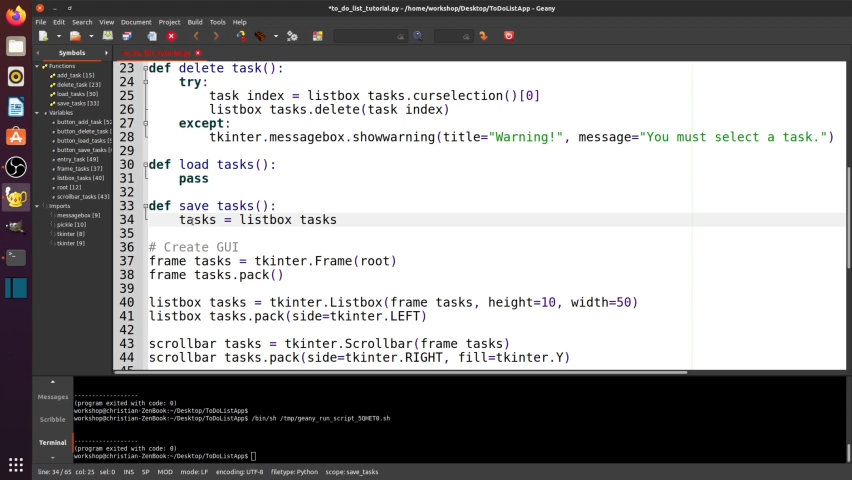 *to_do_list_tutorial.py - /home/workshop/Desktop/ToDoListApp - Geany
File Edit Search View Document Project Build Tools Help
Symbols
to_do_list_tutorial.py
Functions
add_task [15]
delete_task [23]
load_tasks [30]
save_tasks [33]
Variables
button_add_task [52
button_delete_task [
button_load_tasks [5
button_save_tasks [6
entry_task [49]
frame_tasks [37]
listbox_tasks [40]
root [12]
scrollbar_tasks [43]
Imports
messagebox [9]
pickle [10]
tkinter [8]
tkinter [9]
23 def delete task():
24 try:
25 task index = listbox tasks.curselection()[0]
26 listbox tasks.delete(task index)
27 except:
28 tkinter.messagebox.showwarning(title="Warning!", message="You must select a task.")
29
30 def load tasks():
31 pass
32
33 def save tasks():
34 tasks = listbox tasks
35
36 # Create GUI
37 frame tasks = tkinter.Frame(root)
38 frame tasks.pack()
39
40 listbox tasks = tkinter.Listbox(frame tasks, height=10, width=50)
41 listbox tasks.pack(side=tkinter.LEFT)
42
43 scrollbar tasks = tkinter.Scrollbar(frame tasks)
44 scrollbar tasks.pack(side=tkinter.RIGHT, fill=tkinter.Y)
Messages
Scribble
Terminal
------------------
(program exited with code: 0)
workshop@christian-ZenBook:~/Desktop/ToDoListApp$ /bin/sh /tmp/geany_run_script_5QHET0.sh
------------------
(program exited with code: 0)
workshop@christian-ZenBook:~/Desktop/ToDoListApp$
line: 34/65 col: 25 sel: 0 INS SP MOD mode: LF encoding: UTF-8 filetype: Python scope: save_tasks